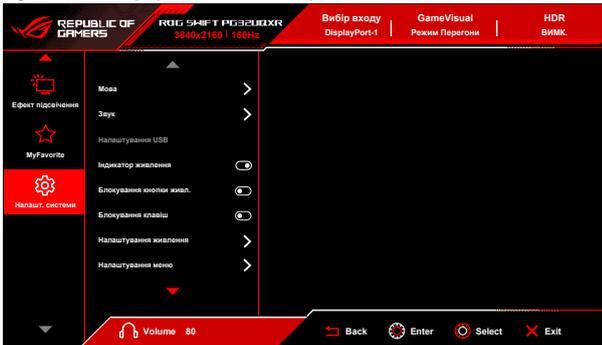 REPUBLIC OF
GAMERS
ROG SWIFT PG32UQXR
3840x2160 | 160Hz
Вибір входу
DisplayPort-1
GameVisual
Режим Перегони
HDR
ВИМК.
Ефект підсвічення
MyFavorite
Налашт. системи
Мова
Звук
Налаштування USB
Індикатор живлення
Блокування кнопки живл.
Блокування клавіш
Налаштування живлення
Налаштування меню
Volume 80
Back
Enter
Select
Exit